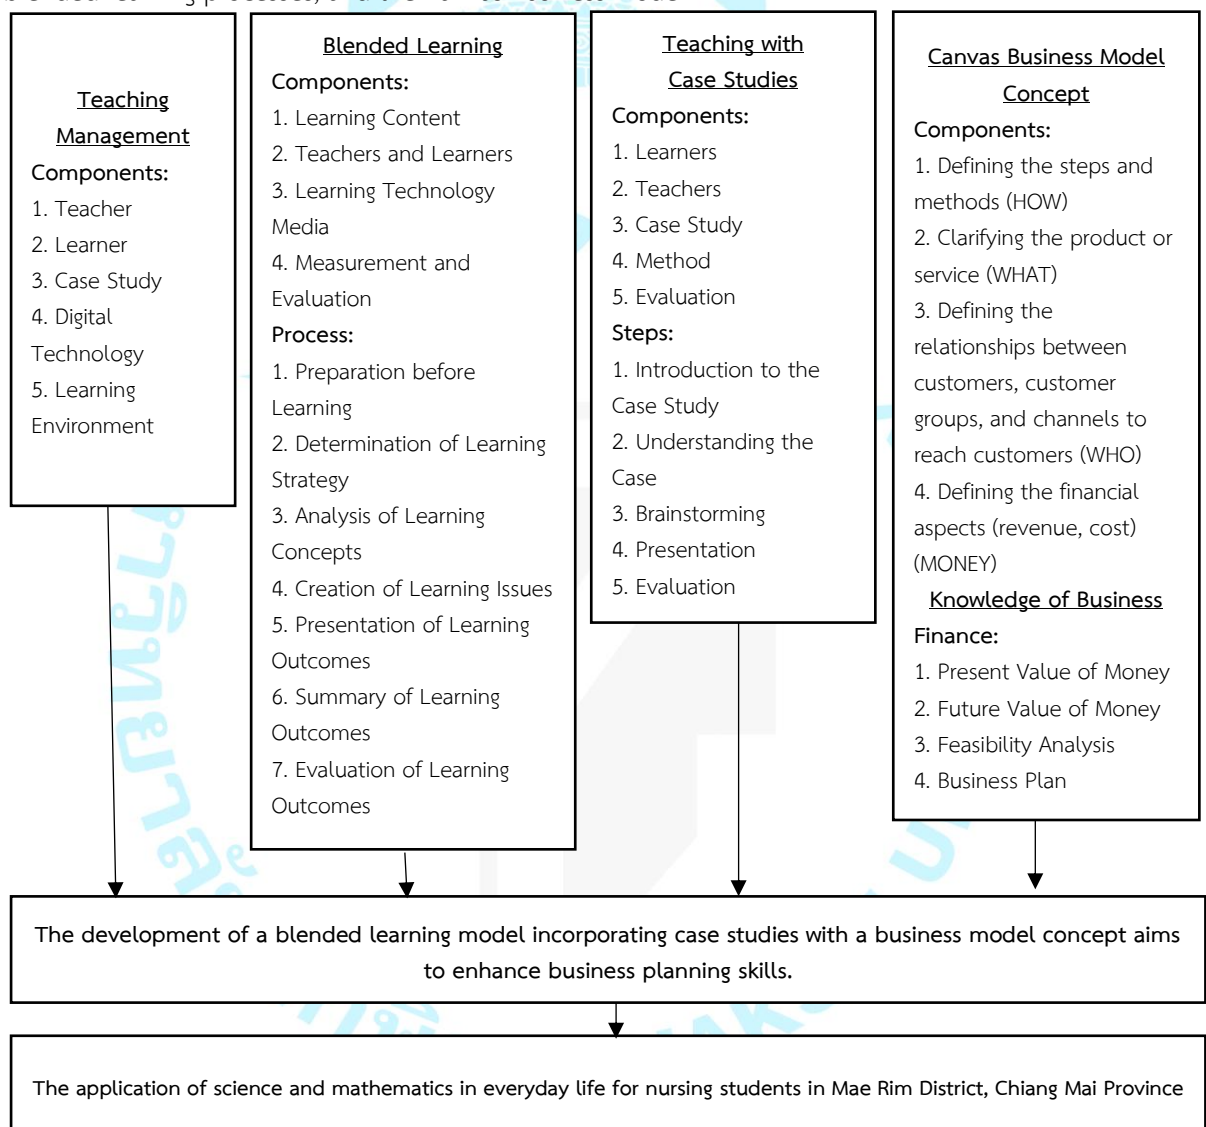 Teaching
Management
Components:
1. Teacher
2. Learner
3. Case Study
4. Digital
Technology
5. Learning
Environment
Blended Learning
Components:
1. Learning Content
2. Teachers and Learners
3. Learning Technology
Media
4. Measurement and
Evaluation
Process:
1. Preparation before
Learning
2. Determination of Learning
Strategy
3. Analysis of Learning
Concepts
4. Creation of Learning Issues
5. Presentation of Learning
Outcomes
6. Summary of Learning
Outcomes
7. Evaluation of Learning
Outcomes
Teaching with
Case Studies
Components:
1. Learners
2. Teachers
3. Case Study
4. Method
5. Evaluation
Steps:
1. Introduction to the
Case Study
2. Understanding the
Case
3. Brainstorming
4. Presentation
5. Evaluation
Canvas Business Model
Concept
Components:
1. Defining the steps and
methods (HOW)
2. Clarifying the product or
service (WHAT)
3. Defining the
relationships between
customers, customer
groups, and channels to
reach customers (WHO)
4. Defining the financial
aspects (revenue, cost)
(MONEY)
Knowledge of Business
Finance:
1. Present Value of Money
2. Future Value of Money
3. Feasibility Analysis
4. Business Plan
The development of a blended learning model incorporating case studies with a business model concept aims
to enhance business planning skills.
The application of science and mathematics in everyday life for nursing students in Mae Rim District, Chiang Mai Province